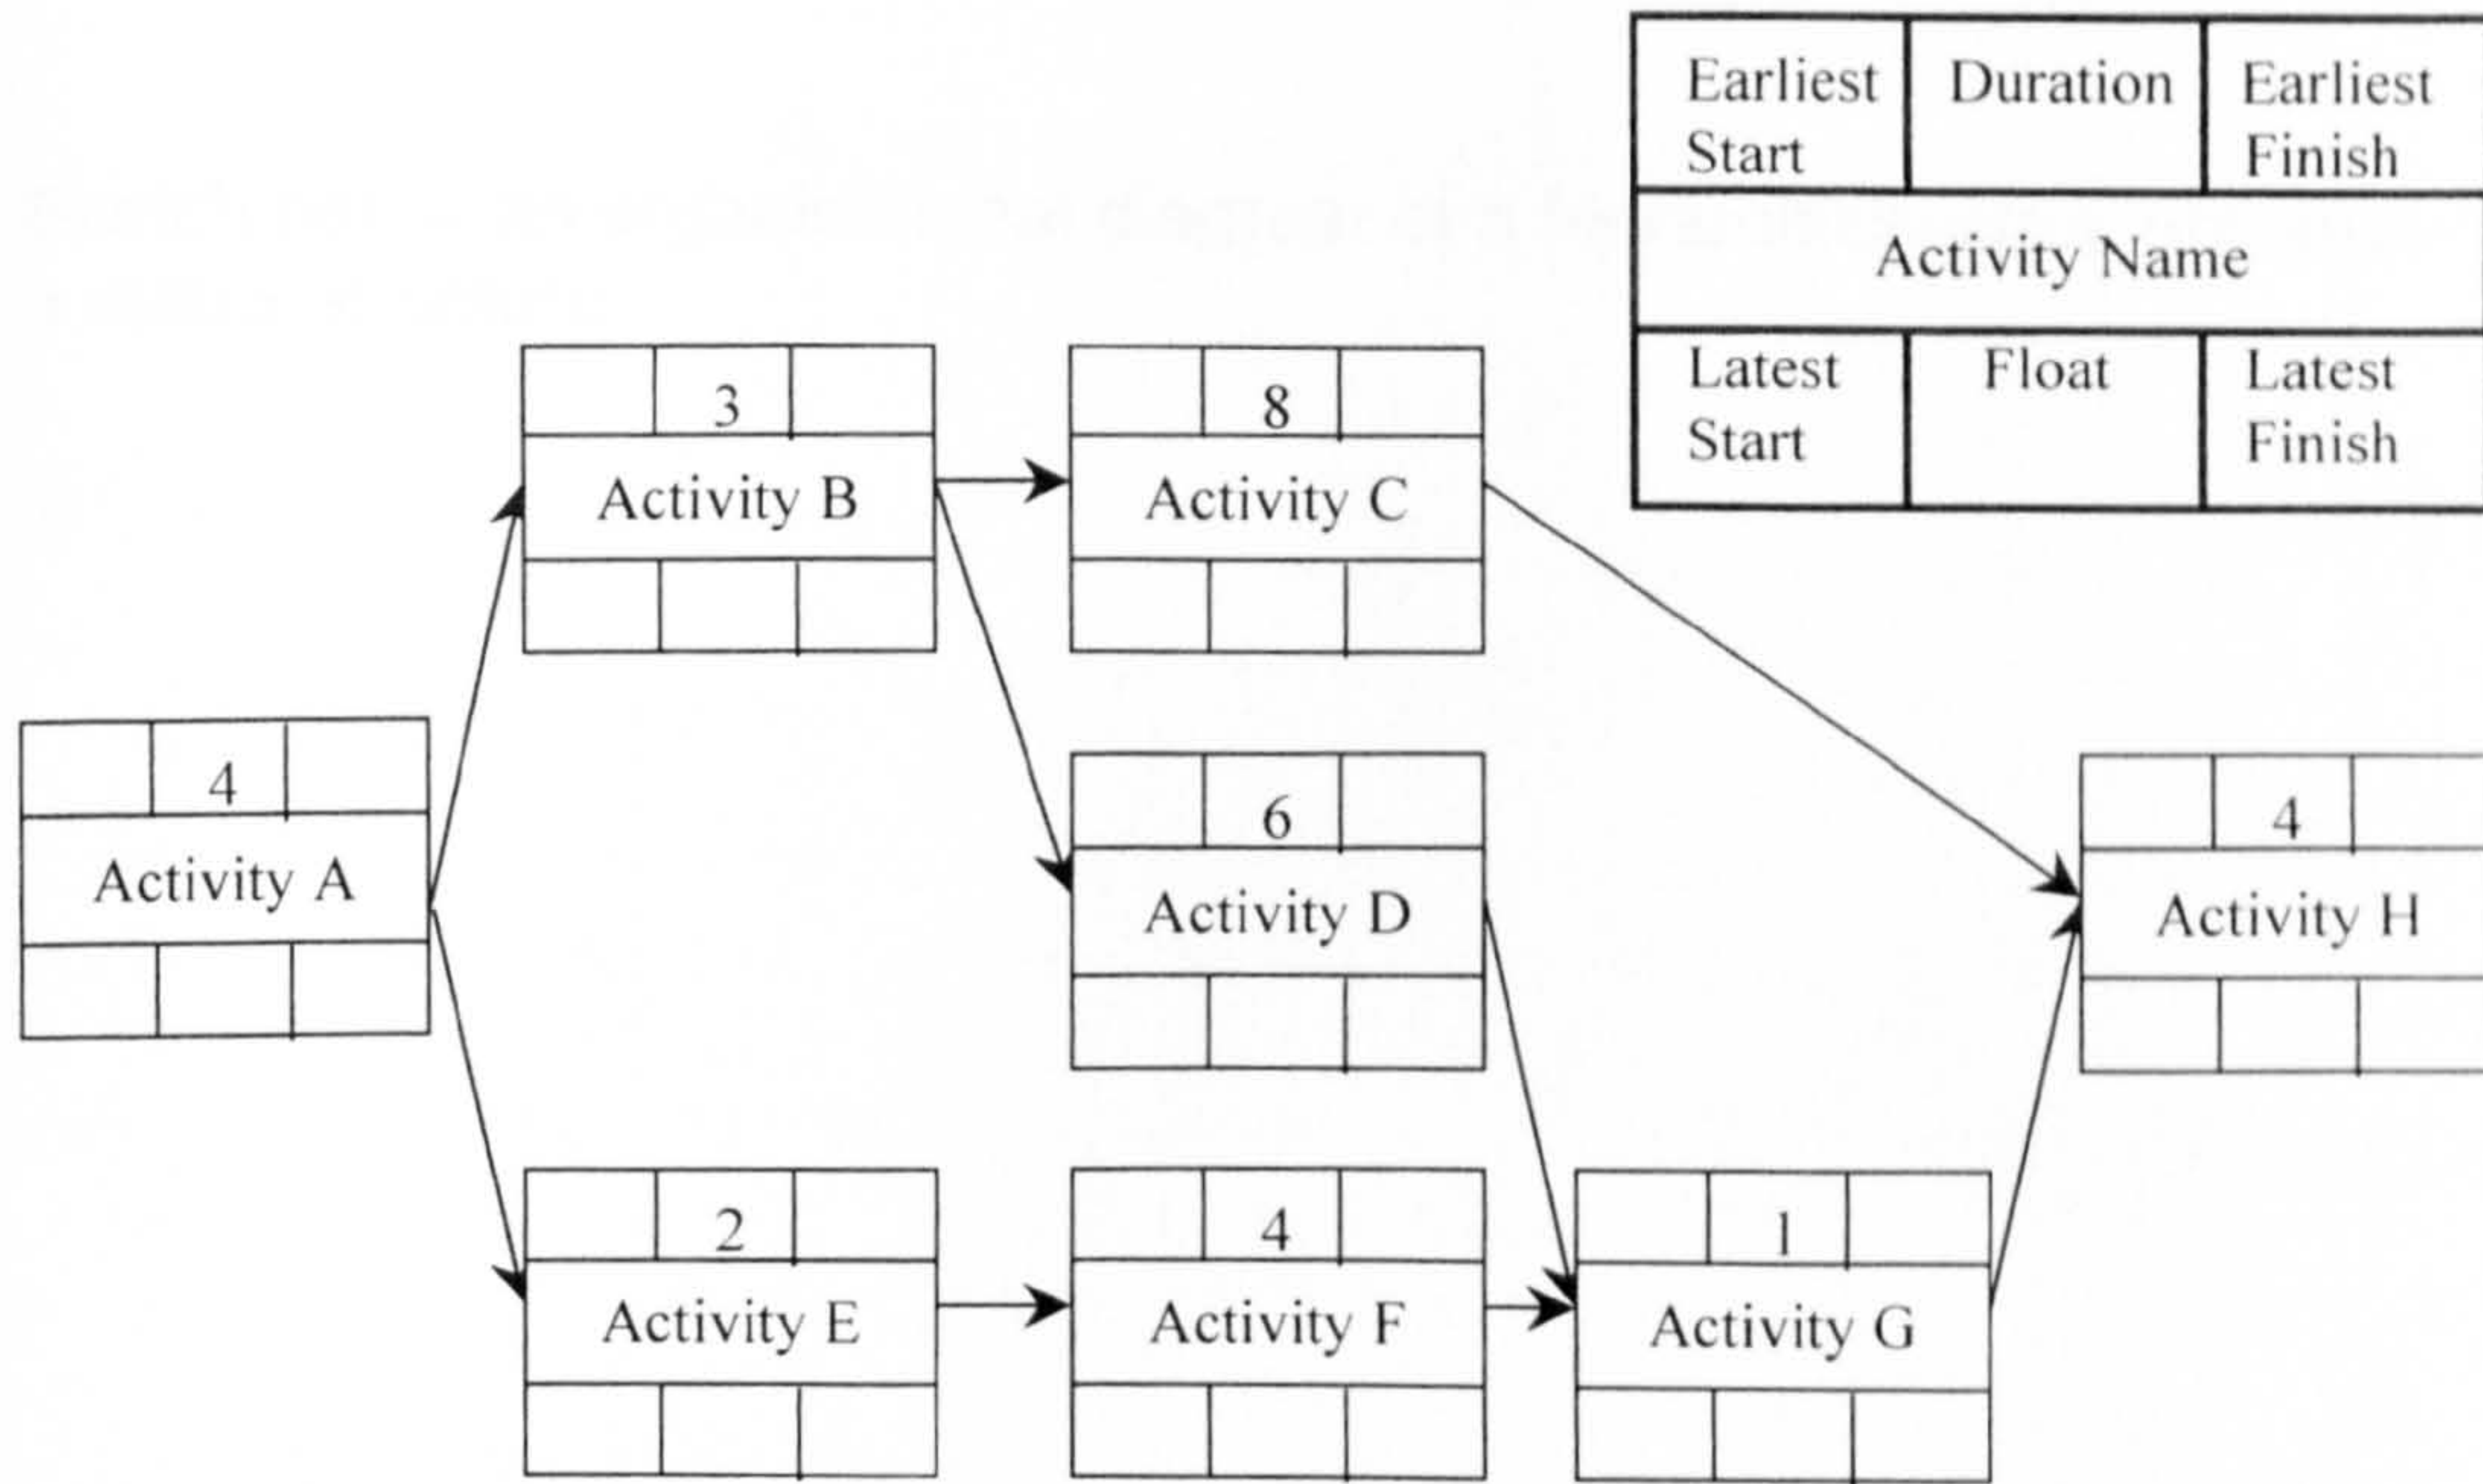 Earliest Start
Duration
Earliest Finish
Activity Name
Latest Start
Float
Latest Finish
3
Activity B
8
Activity C
4
Activity A
6
Activity D
4
Activity H
2
Activity E
4
Activity F
1
Activity G